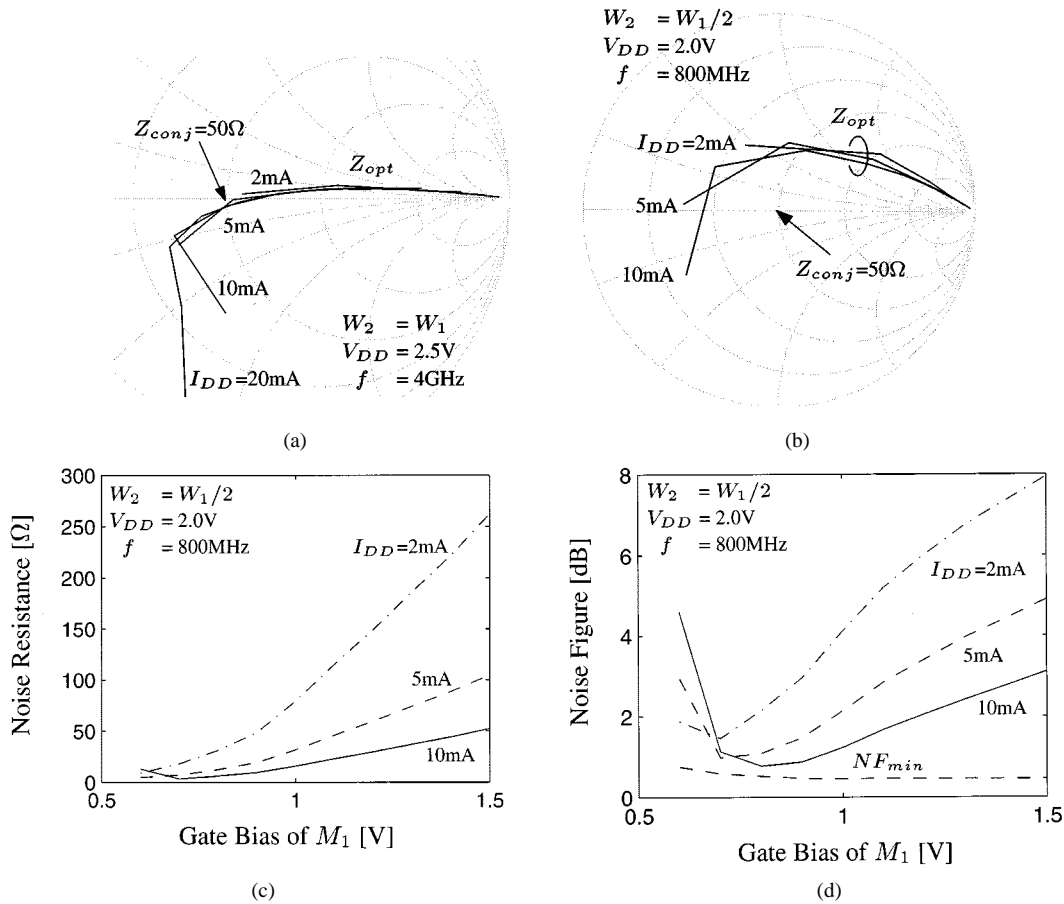 Z_conj=50Ω
2mA
Z_opt
5mA
10mA
I_DD=20mA
W_2 = W_1
V_DD = 2.5V
f = 4GHz
(a)
W_2 = W_1/2
V_DD = 2.0V
f = 800MHz
Z_opt
I_DD=2mA
5mA
10mA
Z_conj=50Ω
(b)
300
250
200
150
100
50
0
0.5
1
1.5
Noise Resistance [Ω]
W_2 = W_1/2
V_DD = 2.0V
f = 800MHz
I_DD=2mA
5mA
10mA
Gate Bias of M_1 [V]
(c)
8
6
4
2
0
0.5
1
1.5
Noise Figure [dB]
W_2 = W_1/2
V_DD = 2.0V
f = 800MHz
I_DD=2mA
5mA
10mA
NF_min
Gate Bias of M_1 [V]
(d)